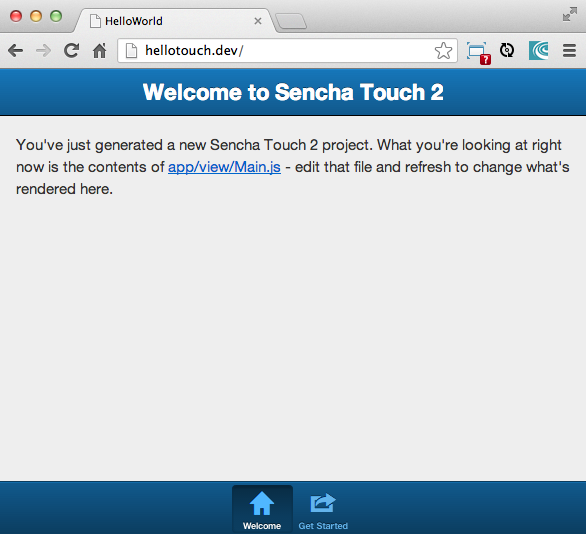 HelloWorld
hellotouch.dev/
?
Welcome to Sencha Touch 2
You've just generated a new Sencha Touch 2 project. What you're looking at right
now is the contents of app/view/Main.js - edit that file and refresh to change what's
rendered here.
Welcome
Get Started